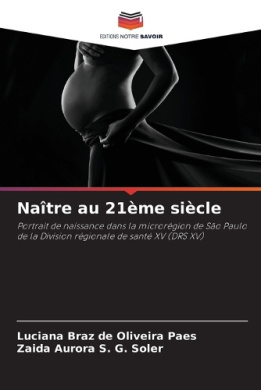 EDITIONS NOTRE SAVOIR
Naître au 21ème siècle
Portrait de naissance dans la microrégion de São Paulo
de la Division régionale de santé XV (DRS XV)
Luciana Braz de Oliveira Paes
Zaida Aurora S. G. Soler